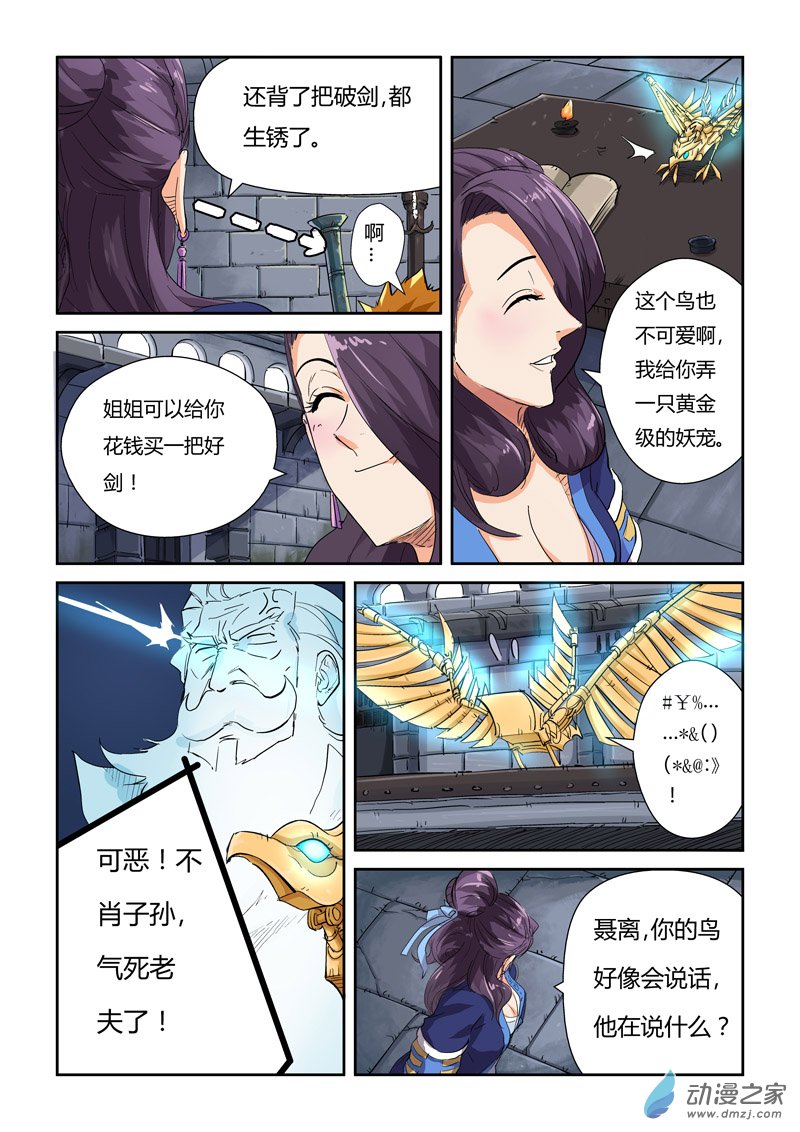 还背了把破剑，都
生锈了。
啊
…
这个鸟也
不可爱啊，
我给你弄
一只黄金
级的妖宠。
姐姐可以给你
花钱买一把好
剑！
可恶！不
肖子孙，
气死老
夫了！
#￥%…
…*&()
(*&@:》
！
聂离，你的鸟
好像会说话，
他在说什么？
动漫之家
www.dmzj.com